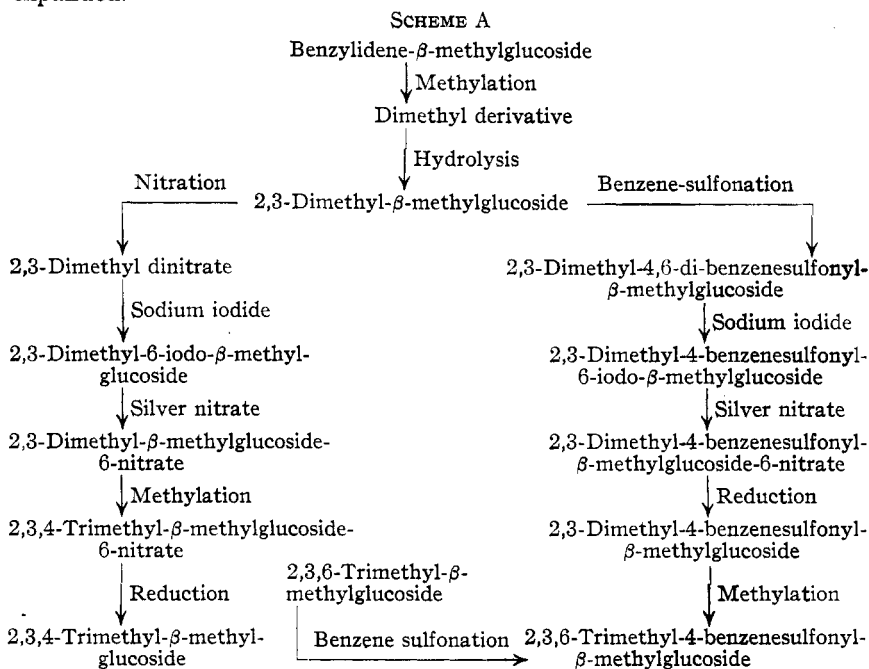 SCHEME A
Benzylidene-β-methylglucoside
Methylation
Dimethyl derivative
Hydrolysis
Nitration
2,3-Dimethyl-β-methylglucoside
Benzene-sulfonation
2,3-Dimethyl dinitrate
Sodium iodide
2,3-Dimethyl-6-iodo-β-methyl-
glucoside
Silver nitrate
2,3-Dimethyl-β-methylglucoside-
6-nitrate
Methylation
2,3,4-Trimethyl-β-methylglucoside-
6-nitrate
Reduction
2,3,4-Trimethyl-β-methyl-
glucoside
2,3,6-Trimethyl-β-
methylglucoside
Benzene sulfonation
2,3-Dimethyl-4,6-di-benzenesulfonyl-
β-methylglucoside
Sodium iodide
2,3-Dimethyl-4-benzenesulfonyl-
6-iodo-β-methylglucoside
Silver nitrate
2,3-Dimethyl-4-benzenesulfonyl-
β-methylglucoside-6-nitrate
Reduction
2,3-Dimethyl-4-benzenesulfonyl-
β-methylglucoside
Methylation
2,3,6-Trimethyl-4-benzenesulfonyl-
β-methylglucoside